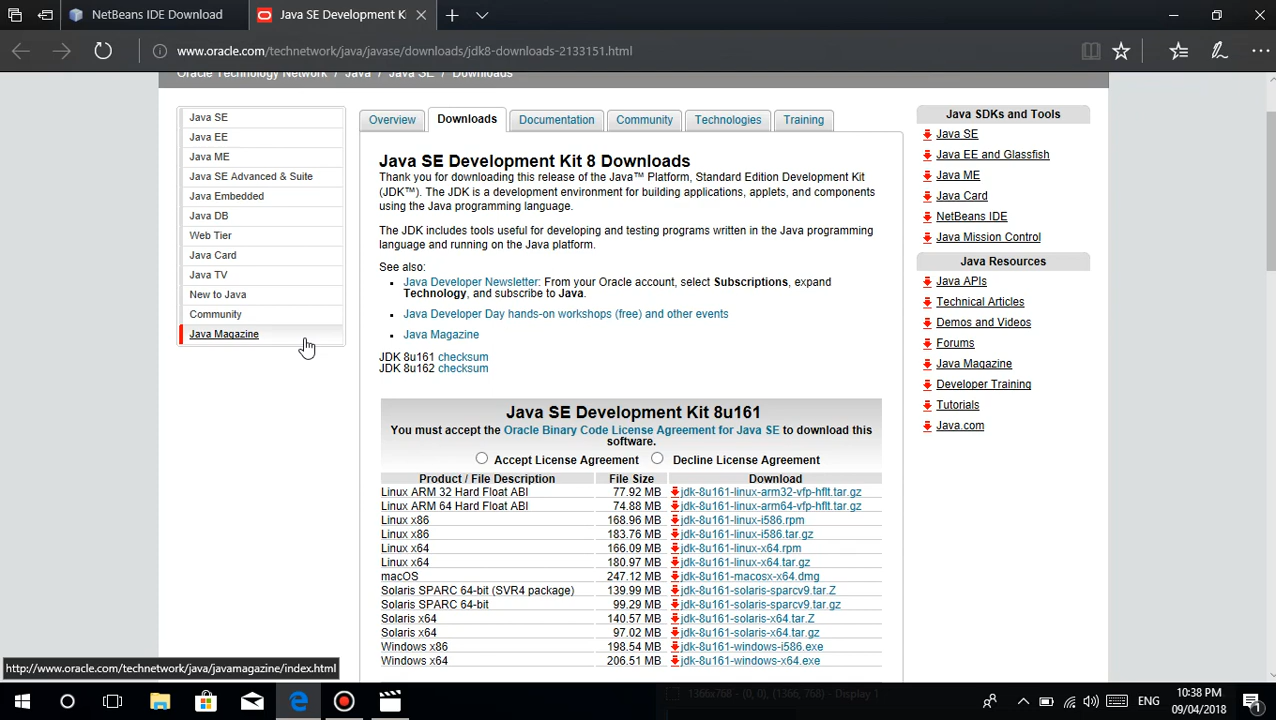 NetBeans IDE Download
Java SE Development K
www.oracle.com/technetwork/java/javase/downloads/jdk8-downloads-2133151.html
Oracle Technology Network / Java / Java SE / Downloads
Java SE
Java EE
Java ME
Java SE Advanced & Suite
Java Embedded
Java DB
Web Tier
Java Card
Java TV
New to Java
Community
Java Magazine
Overview Downloads Documentation Community Technologies Training
Java SE Development Kit 8 Downloads
Thank you for downloading this release of the Java™ Platform, Standard Edition Development Kit
(JDK™). The JDK is a development environment for building applications, applets, and components
using the Java programming language.
The JDK includes tools useful for developing and testing programs written in the Java programming
language and running on the Java platform.
See also:
Java Developer Newsletter: From your Oracle account, select Subscriptions, expand
Technology, and subscribe to Java.
Java Developer Day hands-on workshops (free) and other events
Java Magazine
JDK 8u161 checksum
JDK 8u162 checksum
Java SE Development Kit 8u161
You must accept the Oracle Binary Code License Agreement for Java SE to download this
software.
Accept License Agreement Decline License Agreement
Product / File Description File Size Download
Linux ARM 32 Hard Float ABI 77.92 MB jdk-8u161-linux-arm32-vfp-hflt.tar.gz
Linux ARM 64 Hard Float ABI 74.88 MB jdk-8u161-linux-arm64-vfp-hflt.tar.gz
Linux x86 168.96 MB jdk-8u161-linux-i586.rpm
Linux x86 183.76 MB jdk-8u161-linux-i586.tar.gz
Linux x64 166.09 MB jdk-8u161-linux-x64.rpm
Linux x64 180.97 MB jdk-8u161-linux-x64.tar.gz
macOS 247.12 MB jdk-8u161-macosx-x64.dmg
Solaris SPARC 64-bit (SVR4 package) 139.99 MB jdk-8u161-solaris-sparcv9.tar.Z
Solaris SPARC 64-bit 99.29 MB jdk-8u161-solaris-sparcv9.tar.gz
Solaris x64 140.57 MB jdk-8u161-solaris-x64.tar.Z
Solaris x64 97.02 MB jdk-8u161-solaris-x64.tar.gz
Windows x86 198.54 MB jdk-8u161-windows-i586.exe
Windows x64 206.51 MB jdk-8u161-windows-x64.exe
Java SDKs and Tools
Java SE
Java EE and Glassfish
Java ME
Java Card
NetBeans IDE
Java Mission Control
Java Resources
Java APIs
Technical Articles
Demos and Videos
Forums
Java Magazine
Developer Training
Tutorials
Java.com
http://www.oracle.com/technetwork/java/javamagazine/index.html
1366x768 - (0, 0), (1366, 768) - Display 1
ENG
10:38 PM
09/04/2018
1